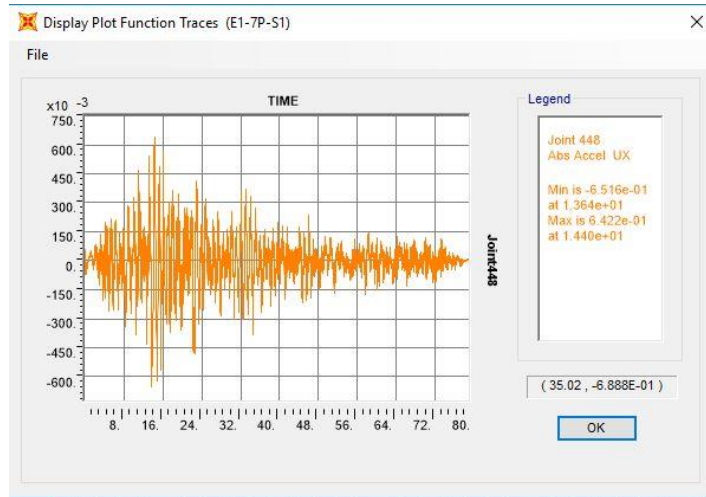 Display Plot Function Traces (E1-7P-S1)
File
x10 -3
TIME
750.
600.
450.
300.
150.
0.
-150.
-300.
-450.
-600.
8. 16. 24. 32. 40. 48. 56. 64. 72. 80.
Joint448
Legend
Joint 448
Abs Accel UX
Min is -6.516e-01
at 1.364e+01
Max is 6.422e-01
at 1.440e+01
( 35.02 , -6.888E-01 )
OK